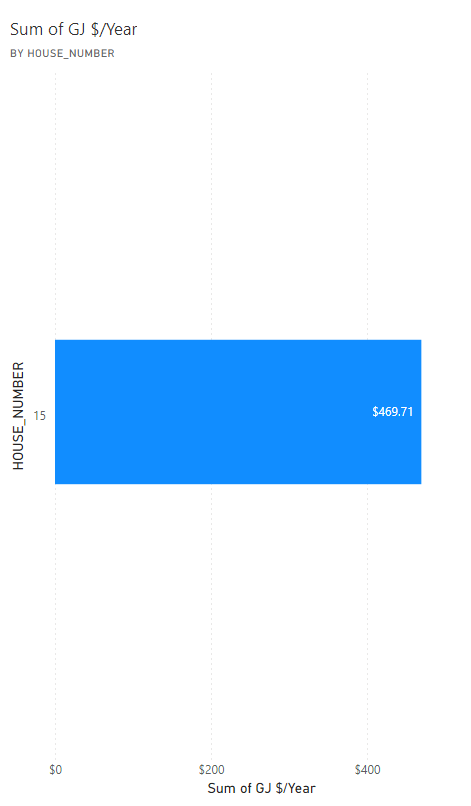 Sum of GJ $/Year
BY HOUSE_NUMBER
HOUSE_NUMBER
15
$469.71
$0
$200
$400
Sum of GJ $/Year